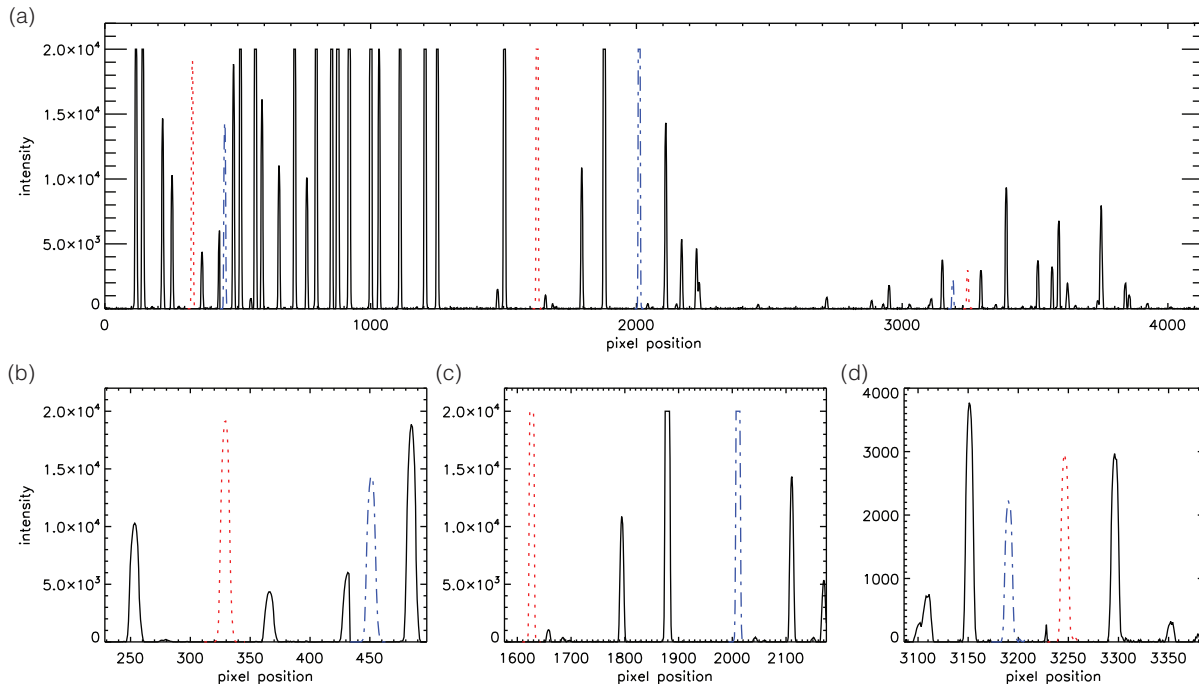 (a)
intensity
2.0×10⁴
1.5×10⁴
1.0×10⁴
5.0×10³
0
0 1000 2000 3000 4000
pixel position
(b)
intensity
2.0×10⁴
1.5×10⁴
1.0×10⁴
5.0×10³
0
250 300 350 400 450
pixel position
(c)
2.0×10⁴
1.5×10⁴
1.0×10⁴
5.0×10³
0
1600 1700 1800 1900 2000 2100
pixel position
(d)
4000
3000
2000
1000
0
3100 3150 3200 3250 3300 3350
pixel position